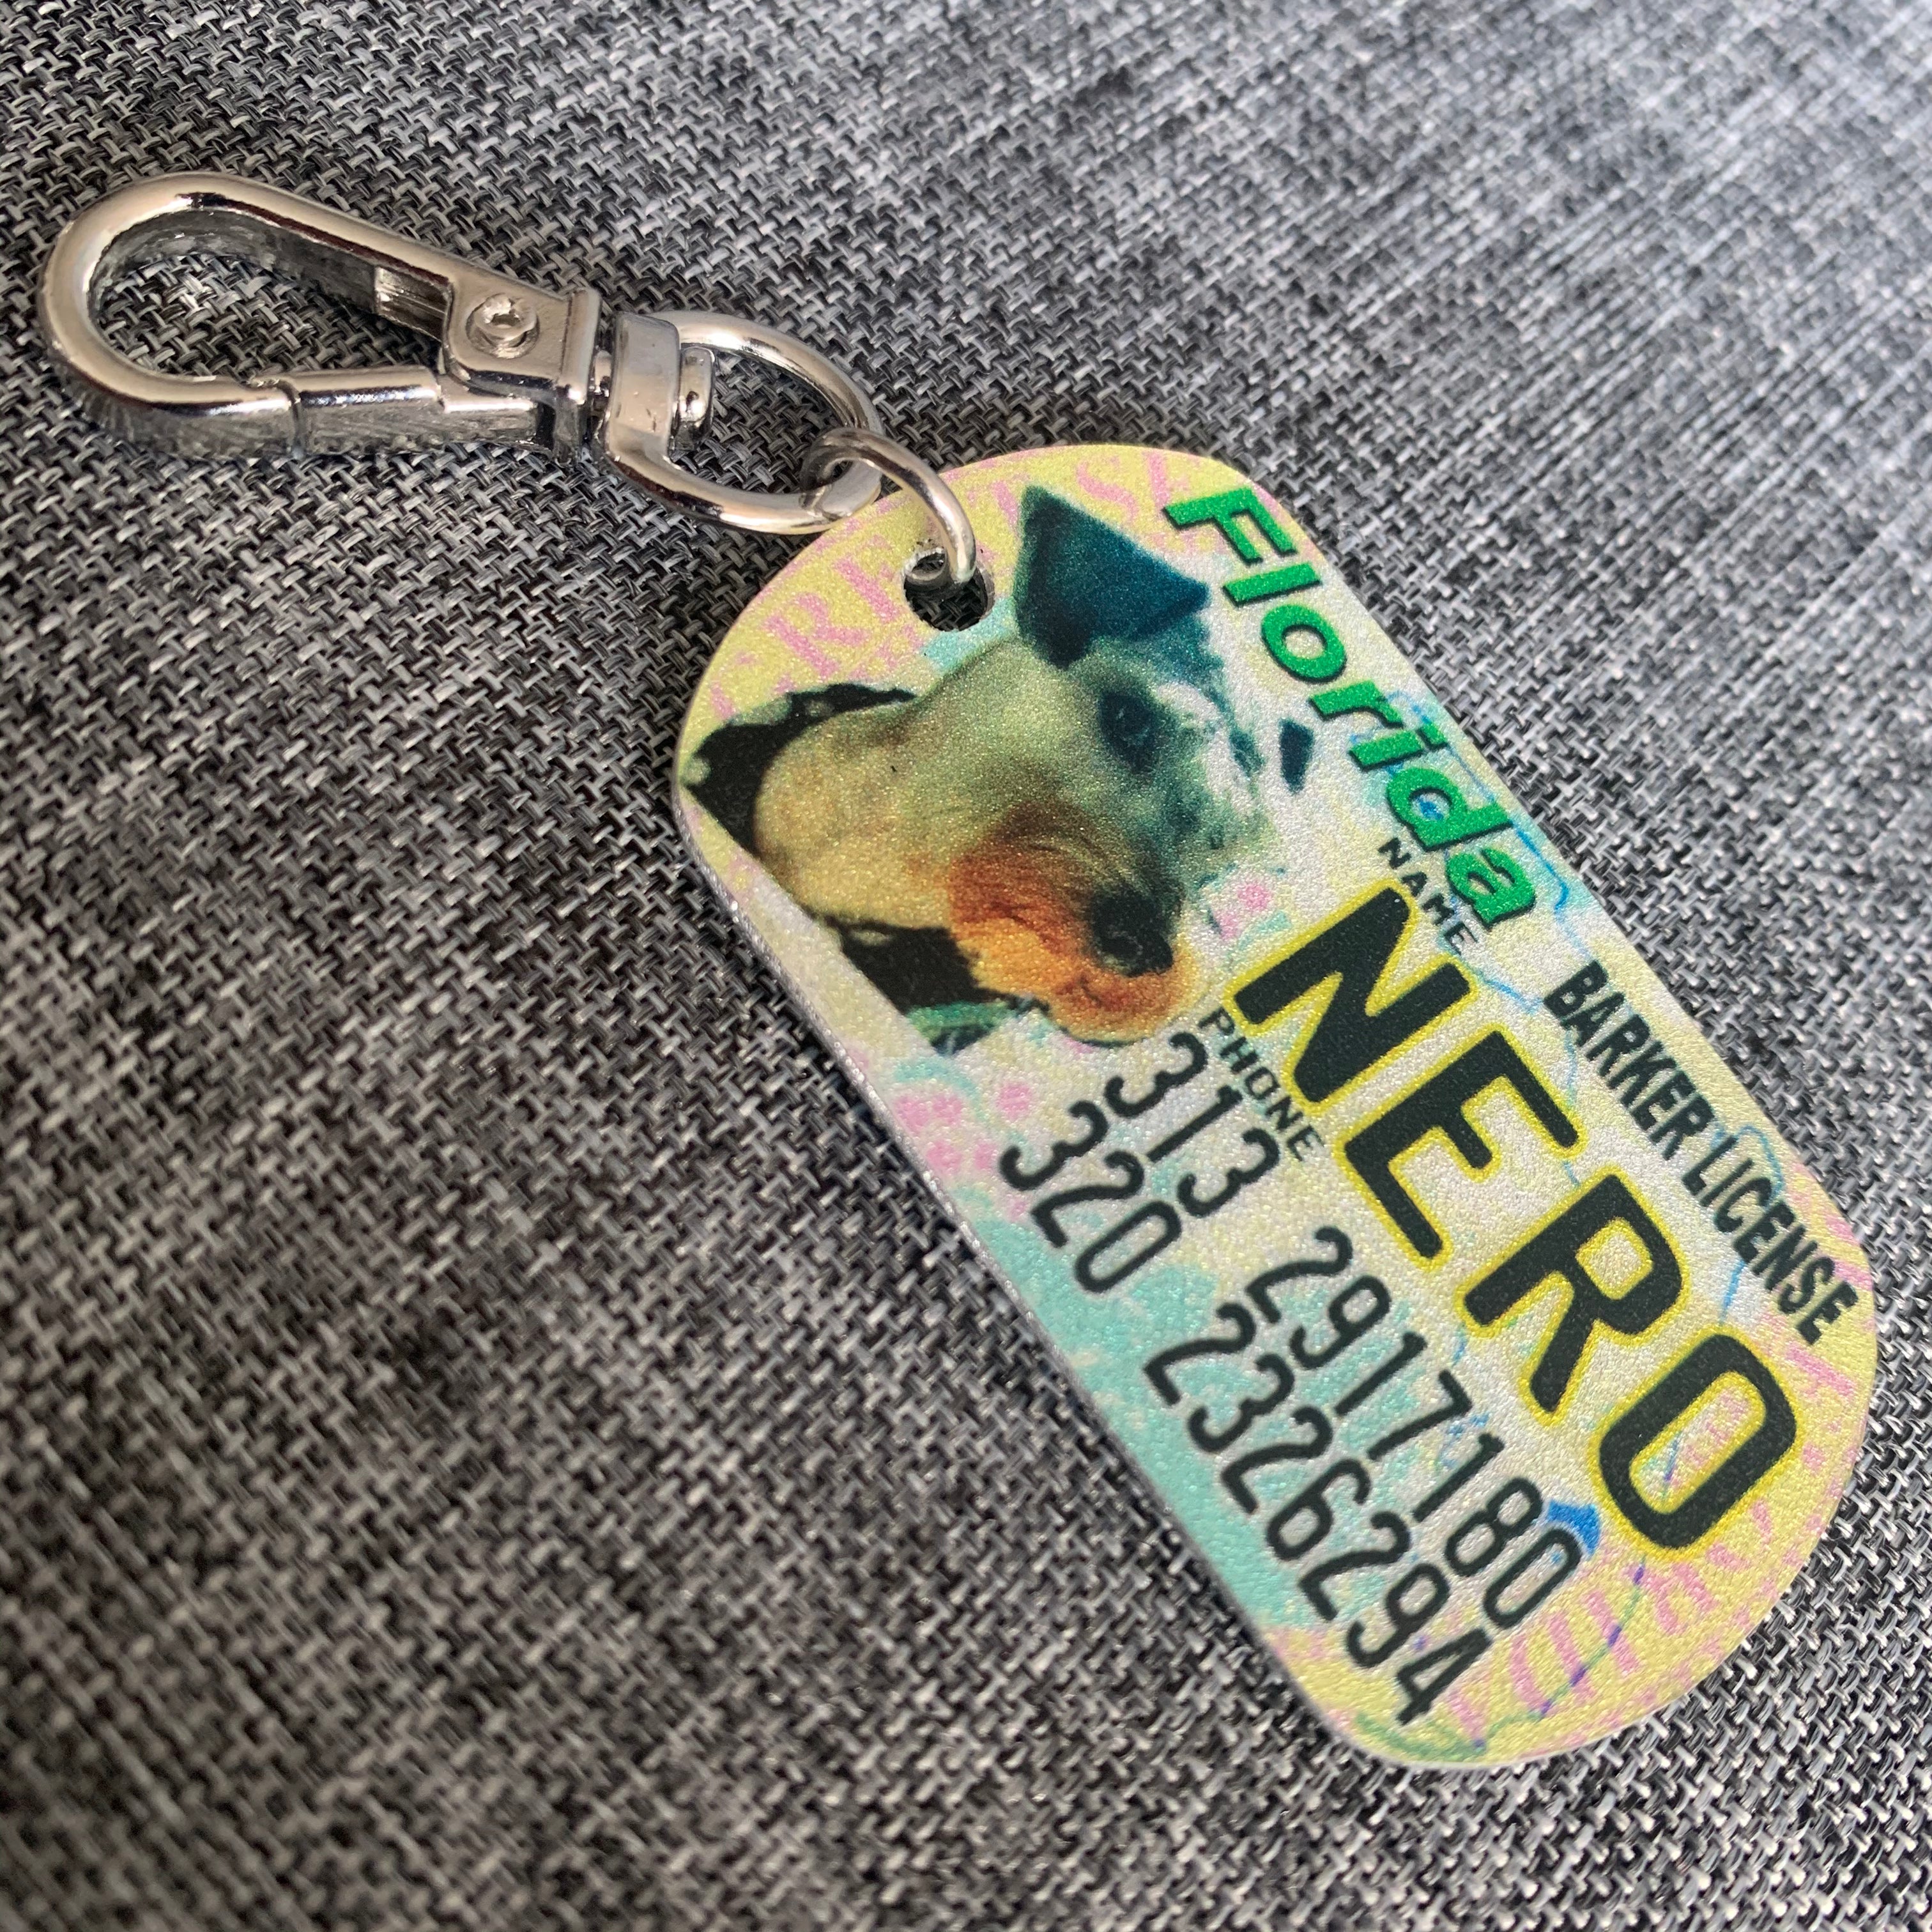 Florida
BARKER LICENSE
NAME
NERO
PHONE
313 2917180
320 2326294